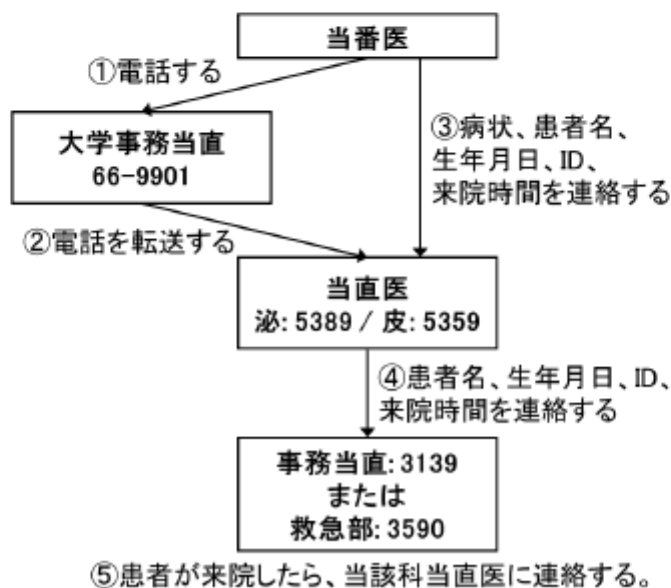 当番医
①電話する
大学事務当直
66-9901
③病状、患者名、
生年月日、ID、
来院時間を連絡する
②電話を転送する
当直医
泌: 5389 / 皮: 5359
④患者名、生年月日、ID、
来院時間を連絡する
事務当直: 3139
または
救急部: 3590
⑤患者が来院したら、当該科当直医に連絡する。